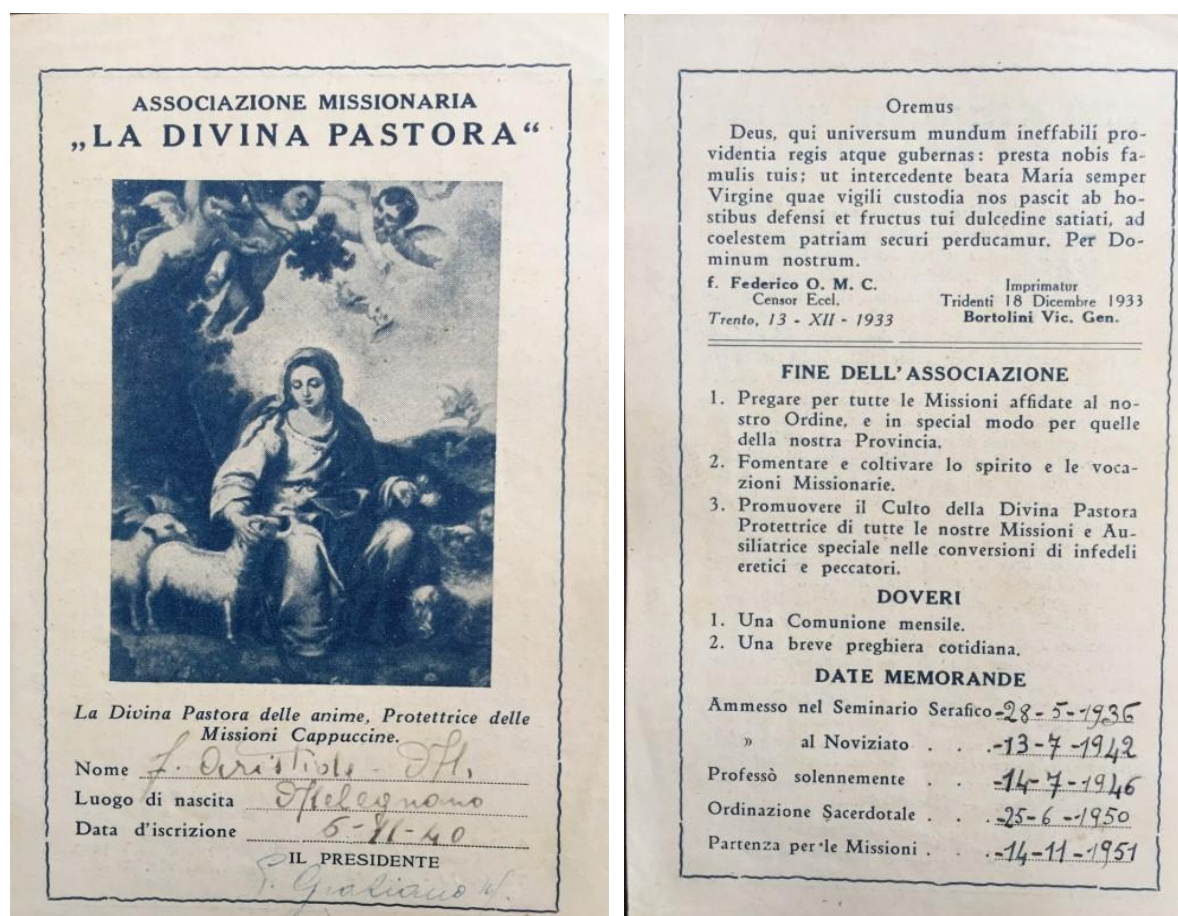 ASSOCIAZIONE MISSIONARIA
„LA DIVINA PASTORA“
La Divina Pastora delle anime, Protettrice delle
Missioni Cappuccine.
Nome f. Aristide - M.
Luogo di nascita Melegnano
Data d'iscrizione 6-11-40
IL PRESIDENTE
P. Graziano
Oremus
Deus, qui universum mundum ineffabili pro-
videntia regis atque gubernas: presta nobis fa-
mulis tuis; ut intercedente beata Maria semper
Virgine quae vigili custodia nos pascit ab ho-
stibus defensi et fructus tui dulcedine satiati, ad
coelestem patriam securi perducamur. Per Do-
minum nostrum.
f. Federico O. M. C.
Censor Eccl.
Trento, 13 - XII - 1933
Imprimatur
Tridenti 18 Dicembre 1933
Bortolini Vic. Gen.
FINE DELL'ASSOCIAZIONE
1. Pregare per tutte le Missioni affidate al no-
stro Ordine, e in special modo per quelle
della nostra Provincia.
2. Fomentare e coltivare lo spirito e le voca-
zioni Missionarie.
3. Promuovere il Culto della Divina Pastora
Protettrice di tutte le nostre Missioni e Au-
siliatrice speciale nelle conversioni di infedeli
eretici e peccatori.
DOVERI
1. Una Comunione mensile.
2. Una breve preghiera cotidiana.
DATE MEMORANDE
Ammesso nel Seminario Serafico -28-5-1936
» al Noviziato . . . -13-7-1942
Professò solennemente . . -14-7-1946
Ordinazione Sacerdotale . . . -25-6-1950
Partenza per le Missioni . . . -14-11-1951